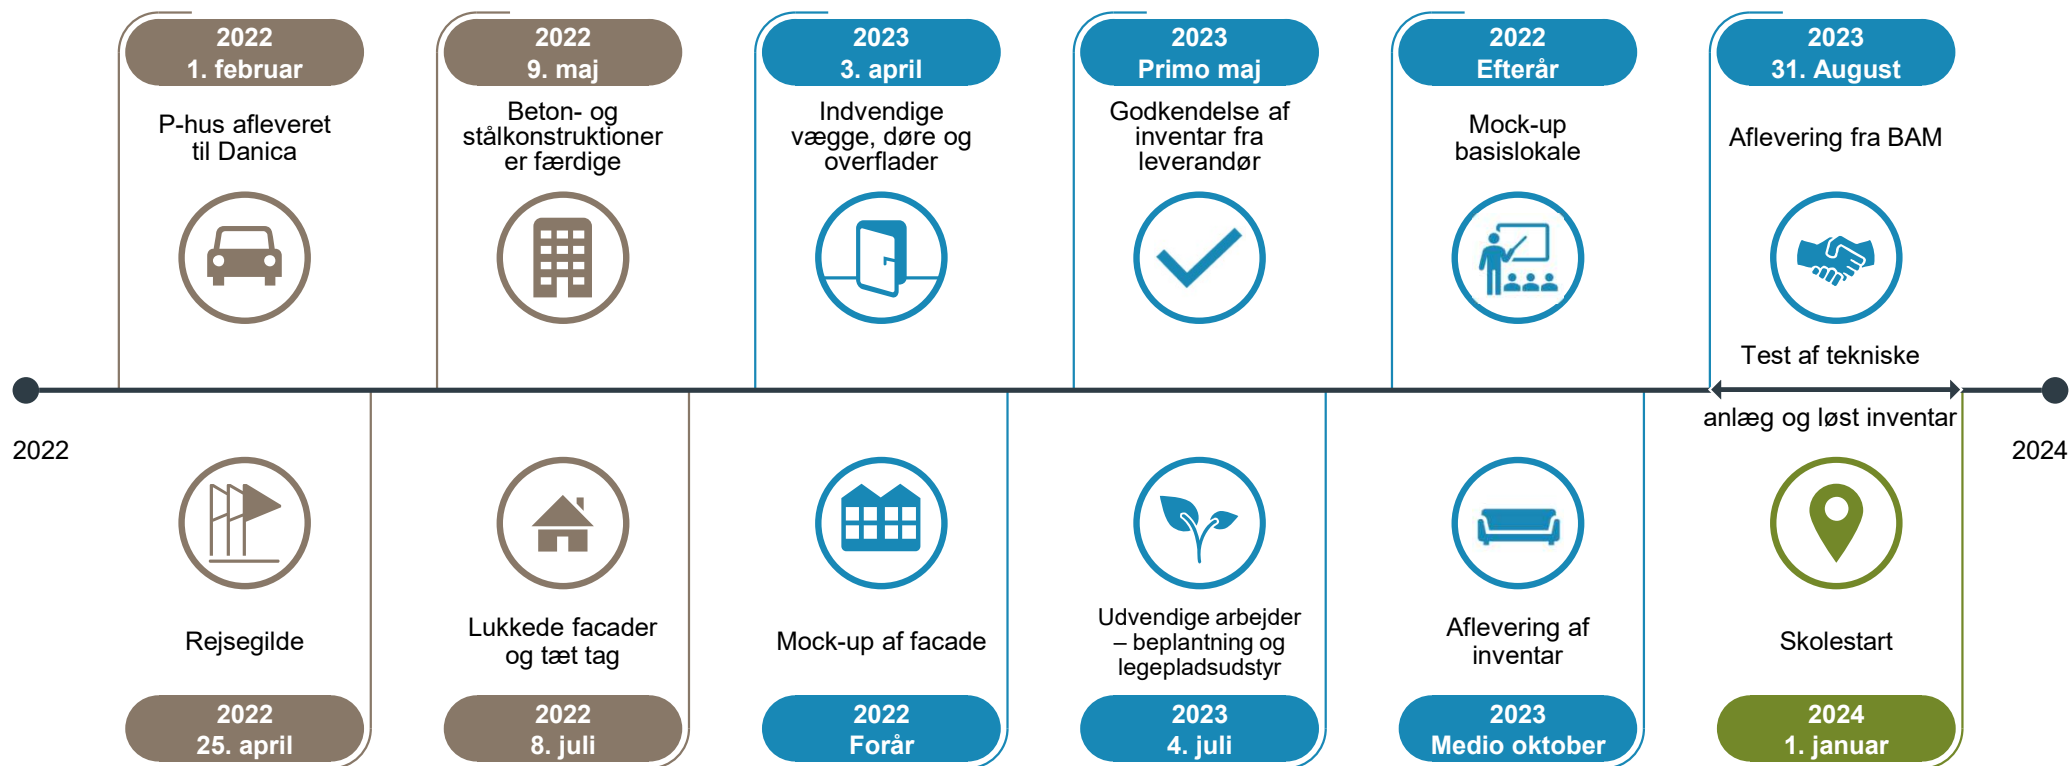 2022
1. februar
P-hus afleveret
til Danica
2022
9. maj
Beton- og
stålkonstruktioner
er færdige
2023
3. april
Indvendige
vægge, døre og
overflader
2023
Primo maj
Godkendelse af
inventar fra
leverandør
2022
Efterår
Mock-up
basislokale
2023
31. August
Aflevering fra BAM
Test af tekniske
anlæg og løst inventar
2022
2024
Rejsegilde
2022
25. april
Lukkede facader
og tæt tag
2022
8. juli
Mock-up af facade
2022
Forår
Udvendige arbejder
– beplantning og
legepladsudstyr
2023
4. juli
Aflevering af
inventar
2023
Medio oktober
Skolestart
2024
1. januar